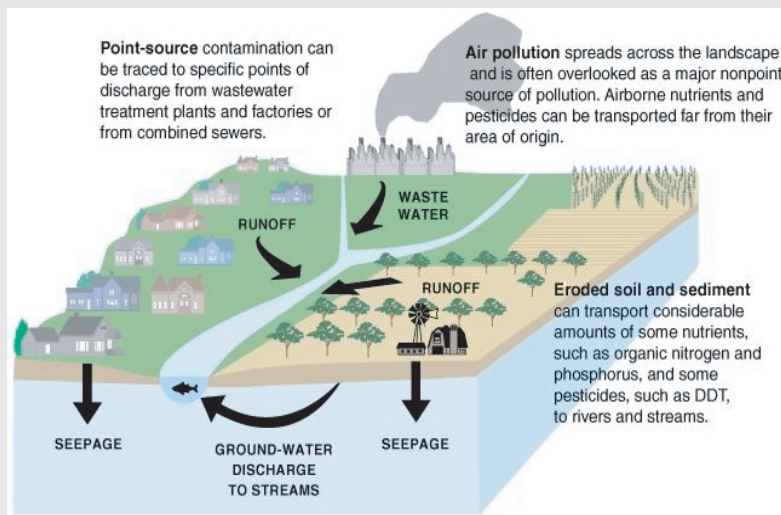 Point-source contamination can
be traced to specific points of
discharge from wastewater
treatment plants and factories or
from combined sewers.
Air pollution spreads across the landscape
and is often overlooked as a major nonpoint
source of pollution. Airborne nutrients and
pesticides can be transported far from their
area of origin.
WASTE
WATER
RUNOFF
RUNOFF
Eroded soil and sediment
can transport considerable
amounts of some nutrients,
such as organic nitrogen and
phosphorus, and some
pesticides, such as DDT,
to rivers and streams.
SEEPAGE
GROUND-WATER
DISCHARGE
TO STREAMS
SEEPAGE